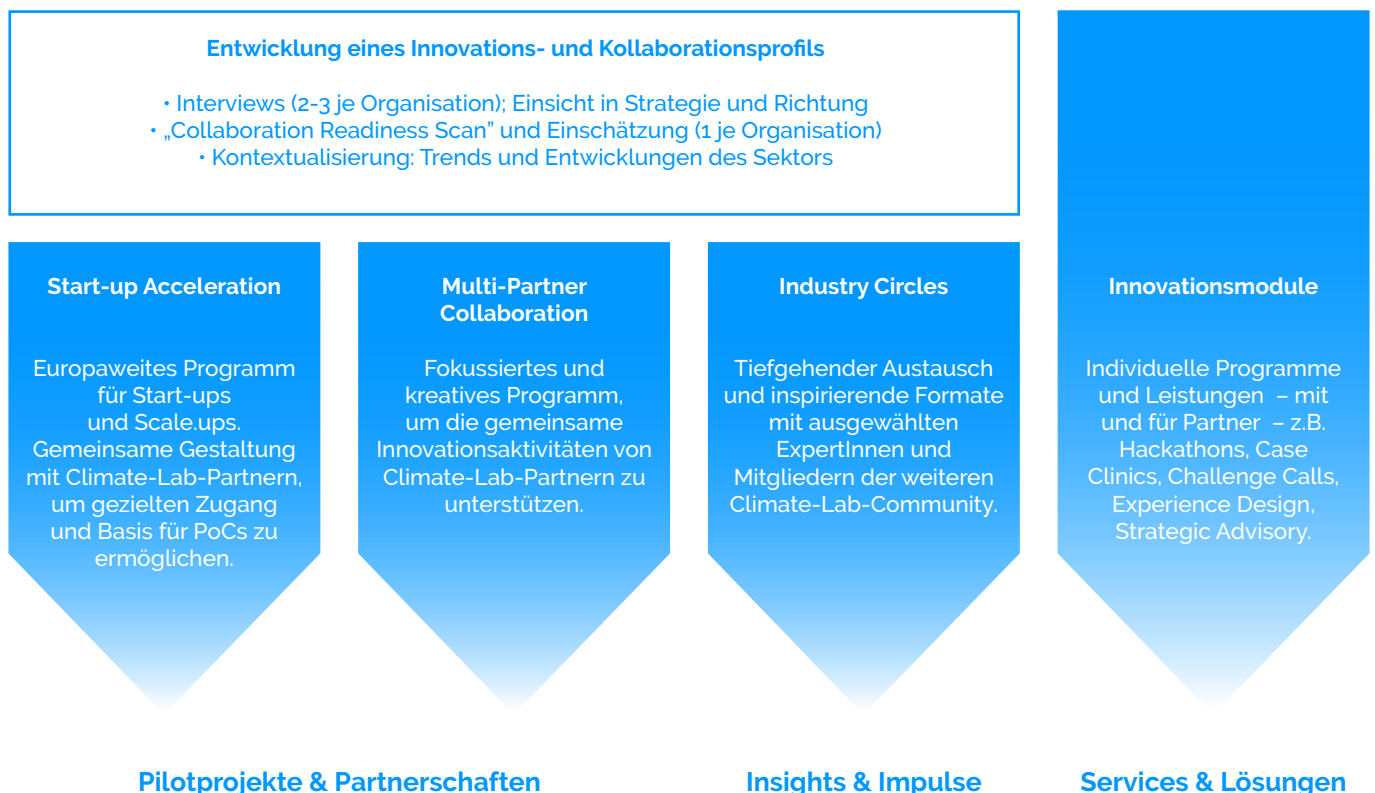 Entwicklung eines Innovations- und Kollaborationsprofils
• Interviews (2-3 je Organisation); Einsicht in Strategie und Richtung
• „Collaboration Readiness Scan” und Einschätzung (1 je Organisation)
• Kontextualisierung: Trends und Entwicklungen des Sektors
Start-up Acceleration
Europaweites Programm
für Start-ups
und Scale.ups.
Gemeinsame Gestaltung
mit Climate-Lab-Partnern,
um gezielten Zugang
und Basis für PoCs zu
ermöglichen.
Multi-Partner
Collaboration
Fokussiertes und
kreatives Programm,
um die gemeinsame
Innovationsaktivitäten von
Climate-Lab-Partnern zu
unterstützen.
Industry Circles
Tiefgehender Austausch
und inspirierende Formate
mit ausgewählten
ExpertInnen und
Mitgliedern der weiteren
Climate-Lab-Community.
Innovationsmodule
Individuelle Programme
und Leistungen – mit
und für Partner – z.B.
Hackathons, Case
Clinics, Challenge Calls,
Experience Design,
Strategic Advisory.
Pilotprojekte & Partnerschaften
Insights & Impulse
Services & Lösungen